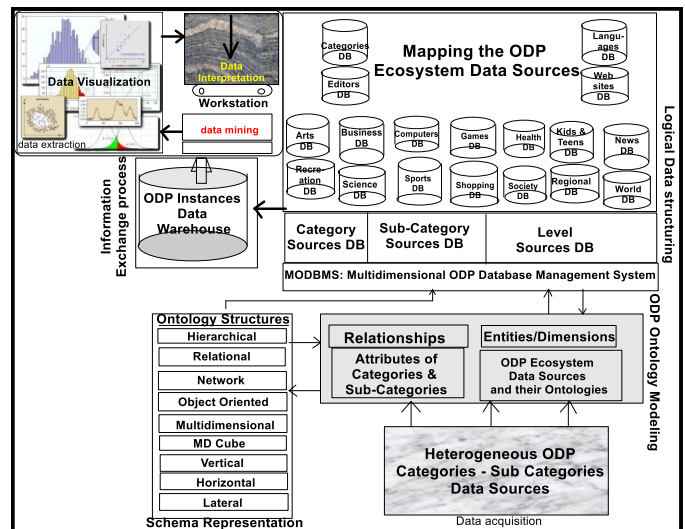 Data Visualization
data extraction
Data
Interpretation
Workstation
data mining
Mapping the ODP
Ecosystem Data Sources
Categories
DB
Editors
DB
Langu-
ages
DB
Web
sites
DB
Arts
DB
Business
DB
Computers
DB
Games
DB
Health
DB
Kids &
Teens
DB
News
DB
Recre-
ation
DB
Science
DB
Sports
DB
Shopping
DB
Society
DB
Regional
DB
World
DB
Logical Data structuring
Information
Exchange process
ODP Instances
Data
Warehouse
Category
Sources DB
Sub-Category
Sources DB
Level
Sources DB
MODBMS: Multidimensional ODP Database Management System
Ontology Structures
Hierarchical
Relational
Network
Object Oriented
Multidimensional
MD Cube
Vertical
Horizontal
Lateral
Schema Representation
Relationships
Attributes of
Categories &
Sub-Categories
Entities/Dimensions
ODP Ecosystem
Data Sources
and their Ontologies
ODP Ontology Modeling
Heterogeneous ODP
Categories - Sub Categories
Data Sources
Data acquisition